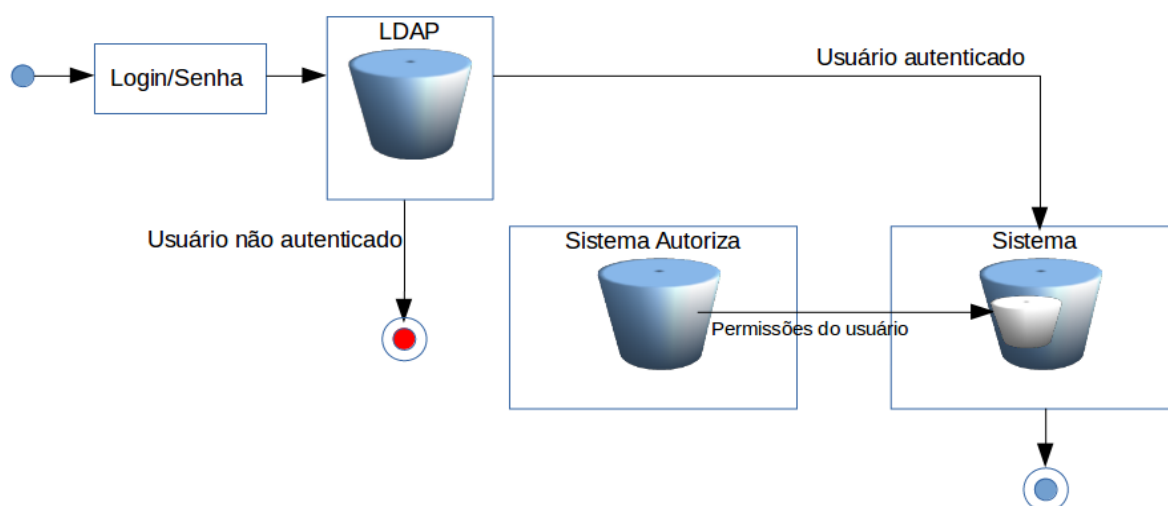 LDAP
Login/Senha
Usuário autenticado
Usuário não autenticado
Sistema Autoriza
Sistema
Permissões do usuário